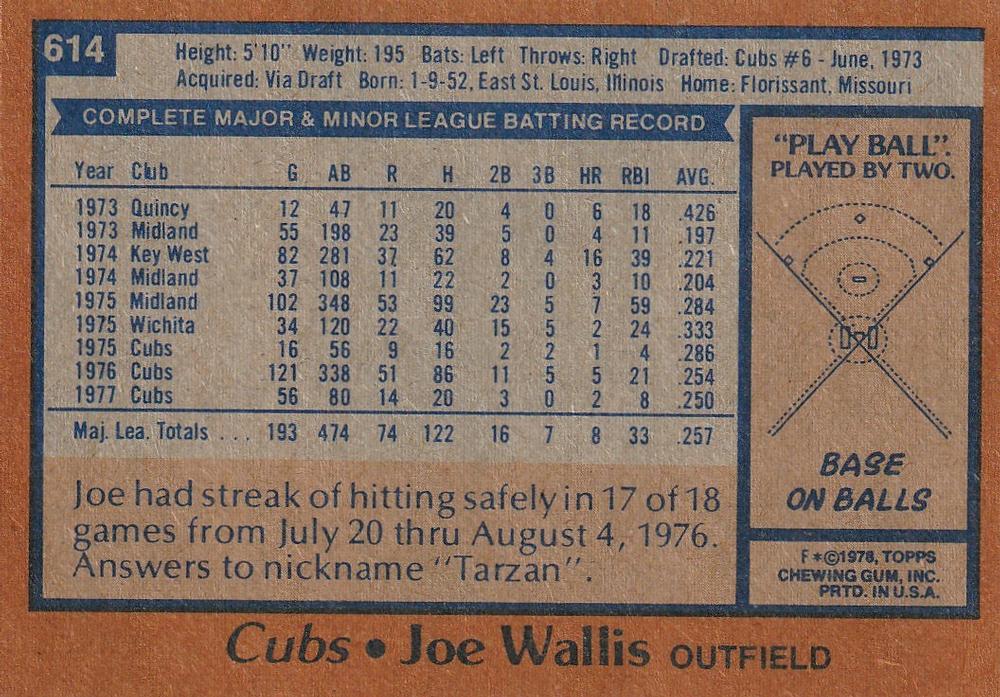 614
Height: 5'10" Weight: 195 Bats: Left Throws: Right Drafted: Cubs #6 - June, 1973
Acquired: Via Draft Born: 1-9-52, East St. Louis, Illinois Home: Florissant, Missouri
COMPLETE MAJOR & MINOR LEAGUE BATTING RECORD
Year Club G AB R H 2B 3B HR RBI AVG.
1973 Quincy 12 47 11 20 4 0 6 18 .426
1973 Midland 55 198 23 39 5 0 4 11 .197
1974 Key West 82 281 37 62 8 4 16 39 .221
1974 Midland 37 108 11 22 2 0 3 10 .204
1975 Midland 102 348 53 99 23 5 7 59 .284
1975 Wichita 34 120 22 40 15 5 2 24 .333
1975 Cubs 16 56 9 16 2 2 1 4 .286
1976 Cubs 121 338 51 86 11 5 5 21 .254
1977 Cubs 56 80 14 20 3 0 2 8 .250
Maj. Lea. Totals ... 193 474 74 122 16 7 8 33 .257
Joe had streak of hitting safely in 17 of 18
games from July 20 thru August 4, 1976.
Answers to nickname "Tarzan".
"PLAY BALL".
PLAYED BY TWO.
BASE
ON BALLS
F*©1978, TOPPS
CHEWING GUM, INC.
PRTD. IN U.S.A.
Cubs • Joe Wallis OUTFIELD